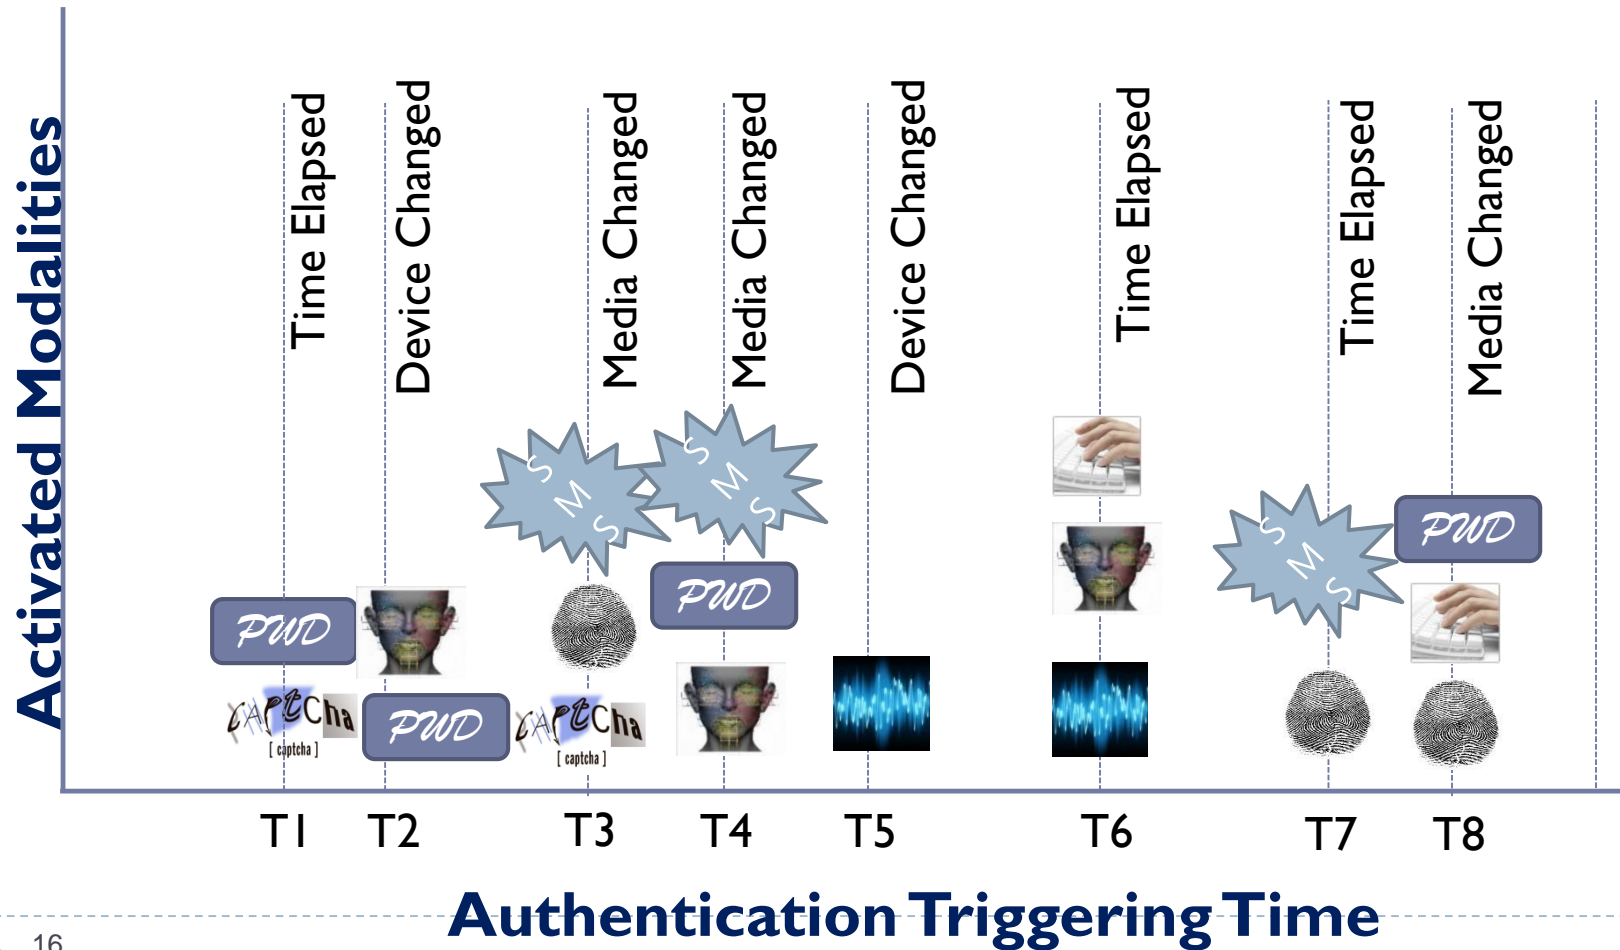 Activated Modalities
Time Elapsed
Device Changed
Media Changed
Media Changed
Device Changed
Time Elapsed
Time Elapsed
Media Changed
SMS
SMS
SMS
PWD
PWD
PWD
PWD
CAPtCha
[ captcha ]
CAPtCha
[ captcha ]
T1 T2 T3 T4 T5 T6 T7 T8
Authentication Triggering Time
16